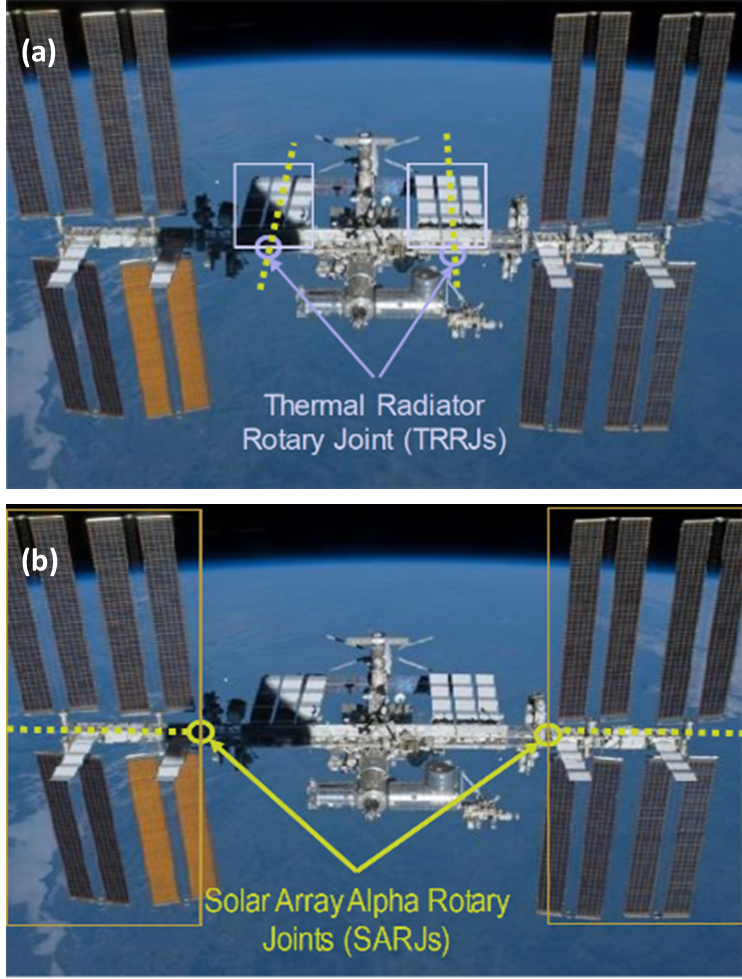 (a)
Thermal Radiator
Rotary Joint (TRRJs)
(b)
Solar Array Alpha Rotary
Joints (SARJs)